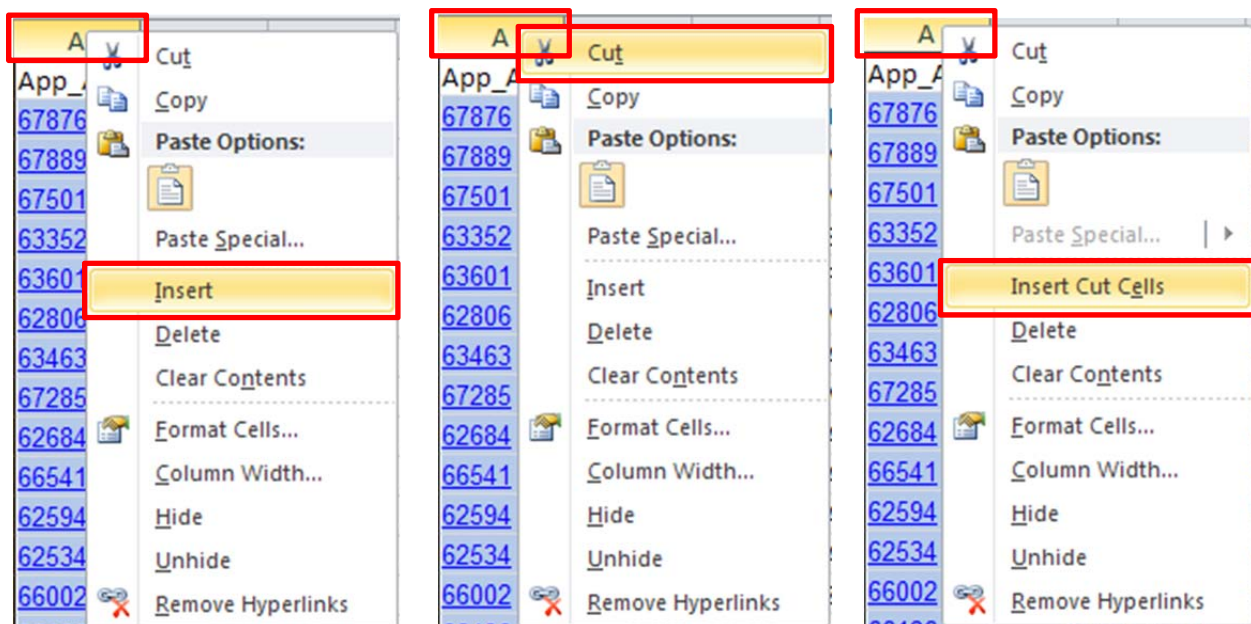 A
Cut
App_A
Copy
67876
Paste Options:
67889
67501
63352
Paste Special...
63601
Insert
62806
Delete
63463
Clear Contents
67285
62684
Format Cells...
66541
Column Width...
62594
Hide
62534
Unhide
66002
Remove Hyperlinks
A
Cut
App_A
Copy
67876
Paste Options:
67889
67501
63352
Paste Special...
63601
Insert
62806
Delete
63463
Clear Contents
67285
62684
Format Cells...
66541
Column Width...
62594
Hide
62534
Unhide
66002
Remove Hyperlinks
A
Cut
App_A
Copy
67876
Paste Options:
67889
67501
63352
Paste Special...
63601
Insert Cut Cells
62806
Delete
63463
Clear Contents
67285
62684
Format Cells...
66541
Column Width...
62594
Hide
62534
Unhide
66002
Remove Hyperlinks